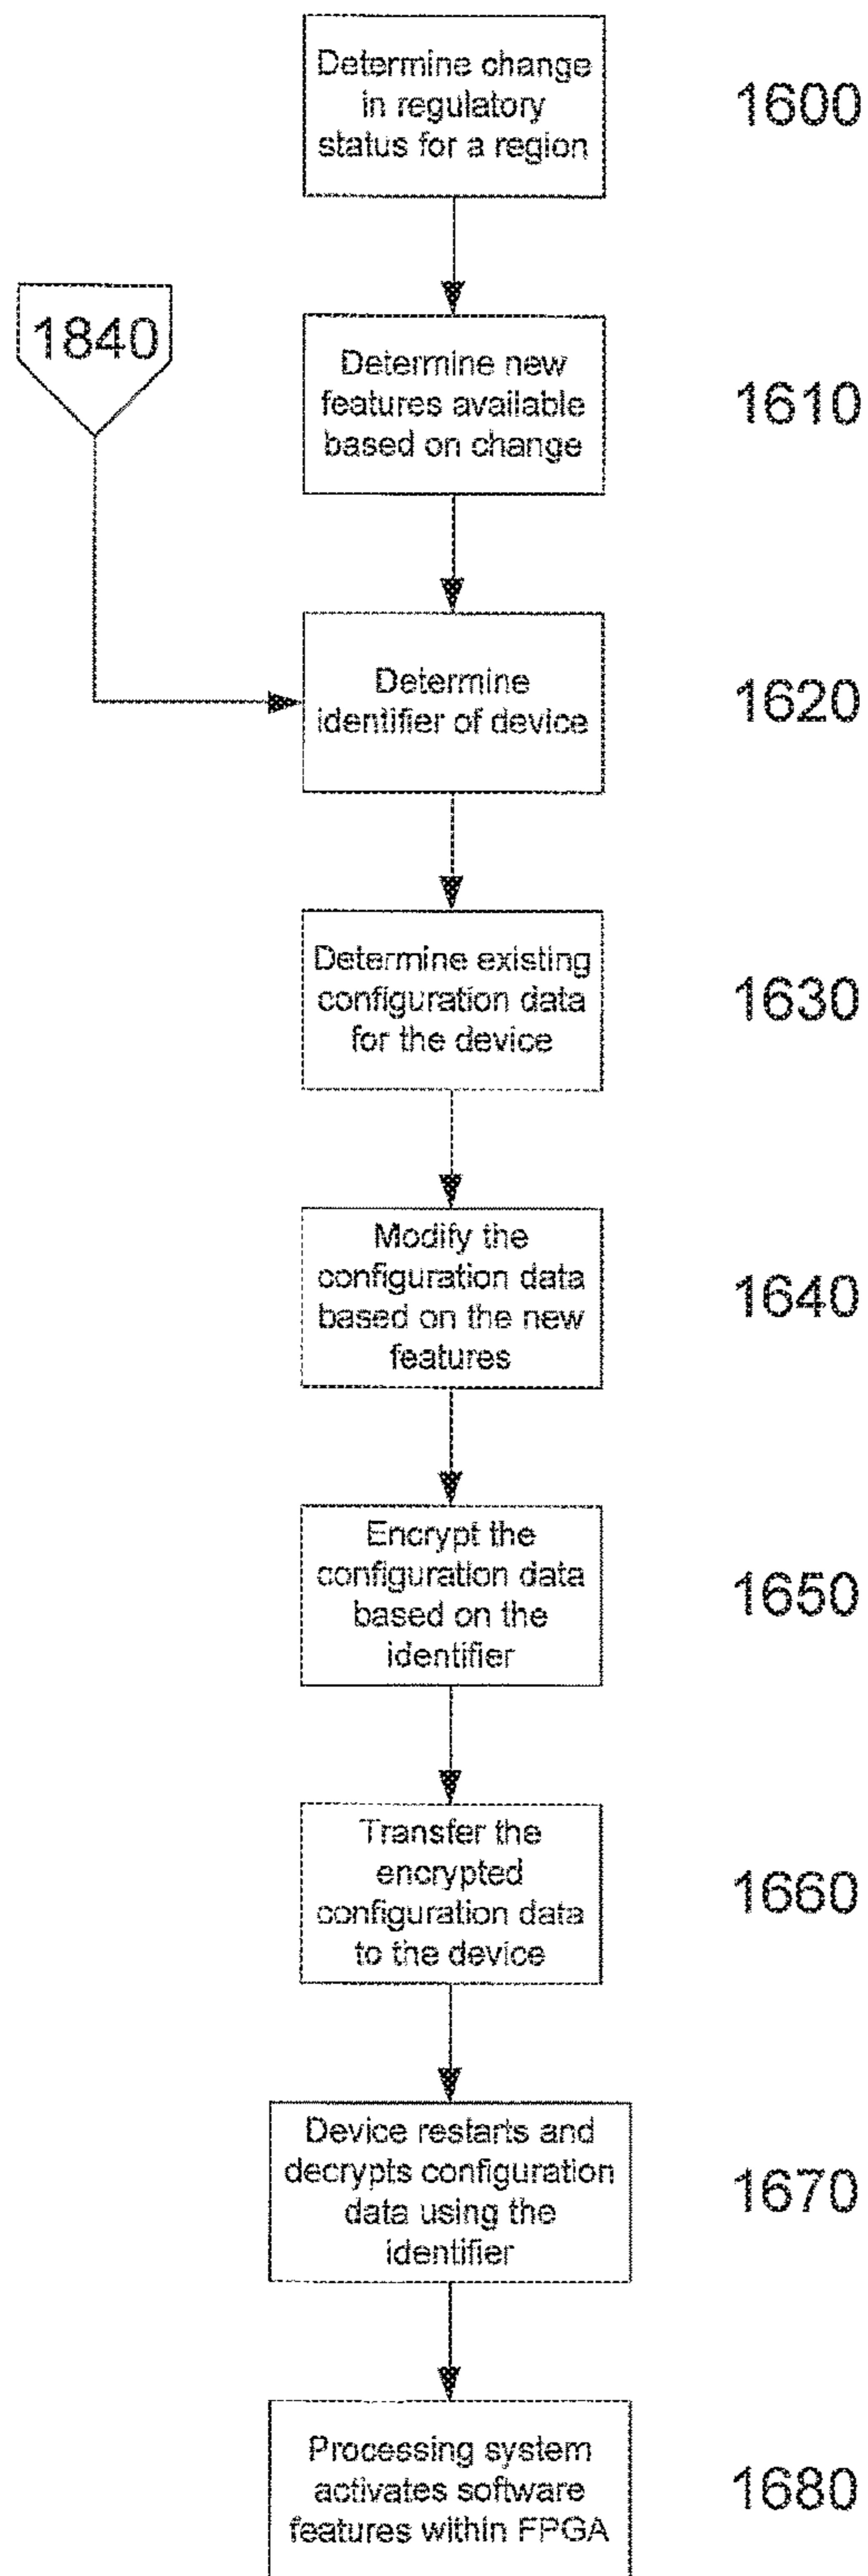 Determine change
in regulatory
status for a region
1600
1840
Determine new
features available
based on change
1610
Determine
identifier of device
1620
Determine existing
configuration data
for the device
1630
Modify the
configuration data
based on the new
features
1640
Encrypt the
configuration data
based on the
identifier
1650
Transfer the
encrypted
configuration data
to the device
1660
Device restarts and
decrypts configuration
data using the
identifier
1670
Processing system
activates software
features within FPGA
1680